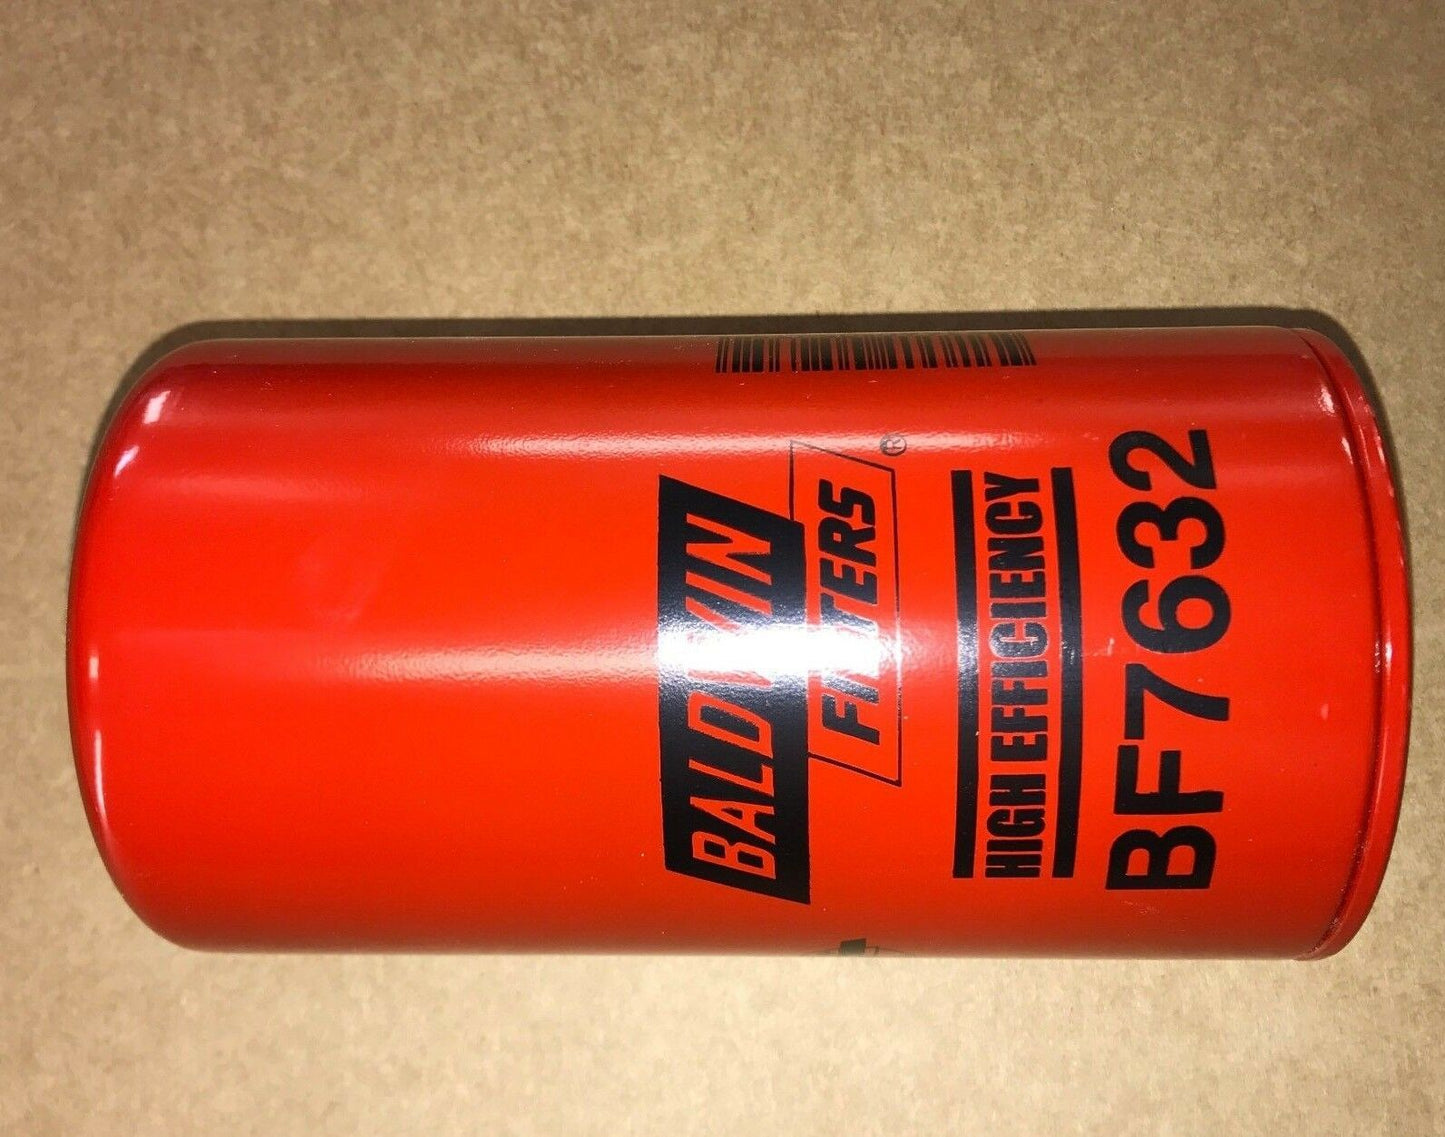 BALDWIN
FILTERS®
HIGH EFFICIENCY
BF7632